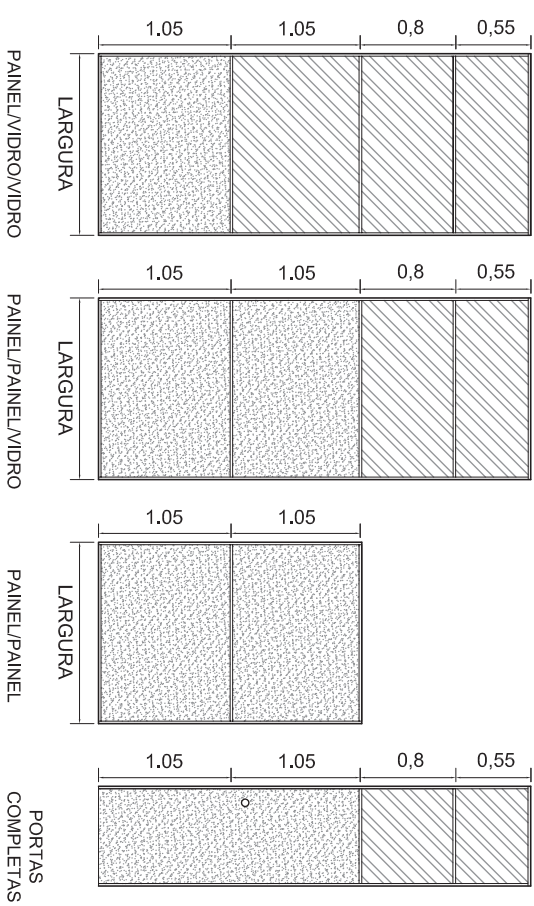 1.05 1.05 0,8 0,55
LARGURA
PAINEL/VIDRO/VIDRO
1.05 1.05 0,8 0,55
LARGURA
PAINEL/PAINEL/VIDRO
1.05 1.05
LARGURA
PAINEL/PAINEL
1.05 1.05 0,8 0,55
PORTAS
COMPLETAS